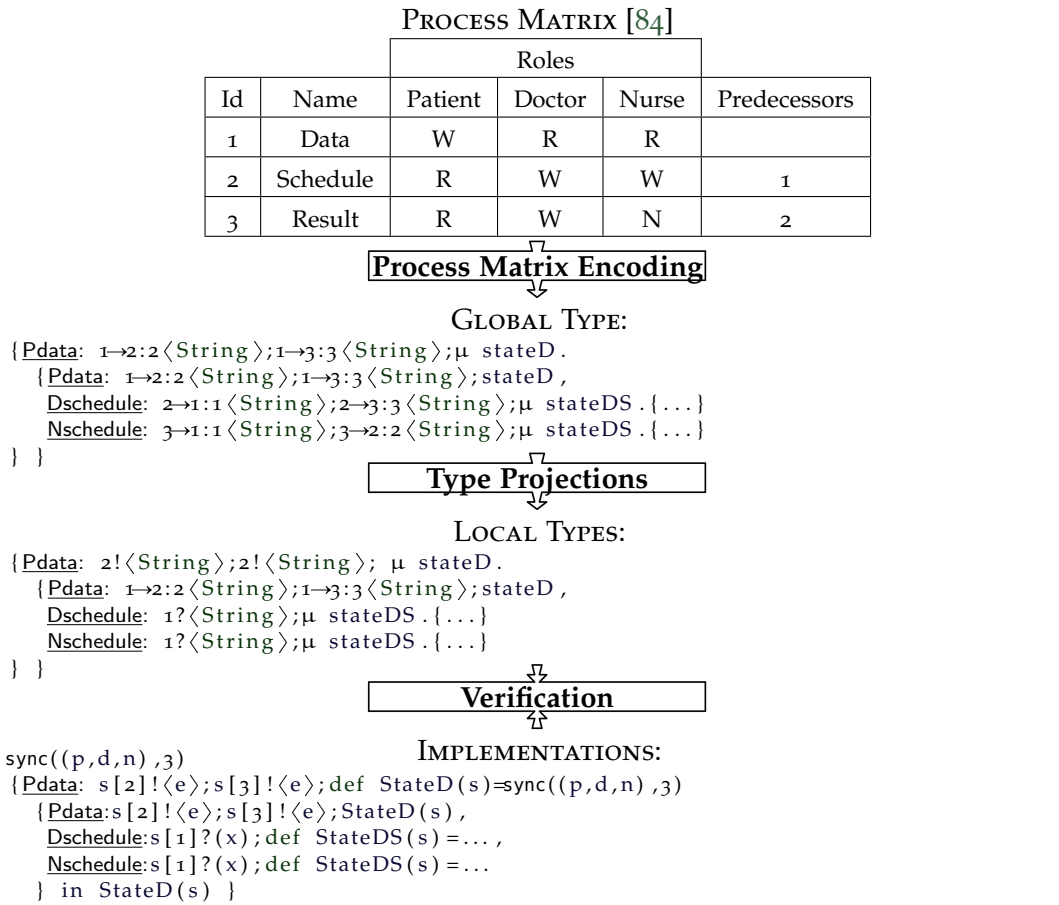 PROCESS MATRIX [84]
Roles
Id Name Patient Doctor Nurse Predecessors
1 Data W R R
2 Schedule R W W 1
3 Result R W N 2
Process Matrix Encoding
GLOBAL TYPE:
{Pdata: 1→2:2⟨String⟩;1→3:3⟨String⟩;μ stateD.
{Pdata: 1→2:2⟨String⟩;1→3:3⟨String⟩;stateD,
Dschedule: 2→1:1⟨String⟩;2→3:3⟨String⟩;μ stateDS.{...}
Nschedule: 3→1:1⟨String⟩;3→2:2⟨String⟩;μ stateDS.{...}
} }
Type Projections
LOCAL TYPES:
{Pdata: 2!⟨String⟩;2!⟨String⟩; μ stateD.
{Pdata: 1→2:2⟨String⟩;1→3:3⟨String⟩;stateD,
Dschedule: 1?⟨String⟩;μ stateDS.{...}
Nschedule: 1?⟨String⟩;μ stateDS.{...}
} }
Verification
IMPLEMENTATIONS:
sync((p,d,n),3)
{Pdata: s[2]!⟨e⟩;s[3]!⟨e⟩;def StateD(s)=sync((p,d,n),3)
{Pdata:s[2]!⟨e⟩;s[3]!⟨e⟩;StateD(s),
Dschedule:s[1]?(x);def StateDS(s)=...,
Nschedule:s[1]?(x);def StateDS(s)=...
} in StateD(s) }